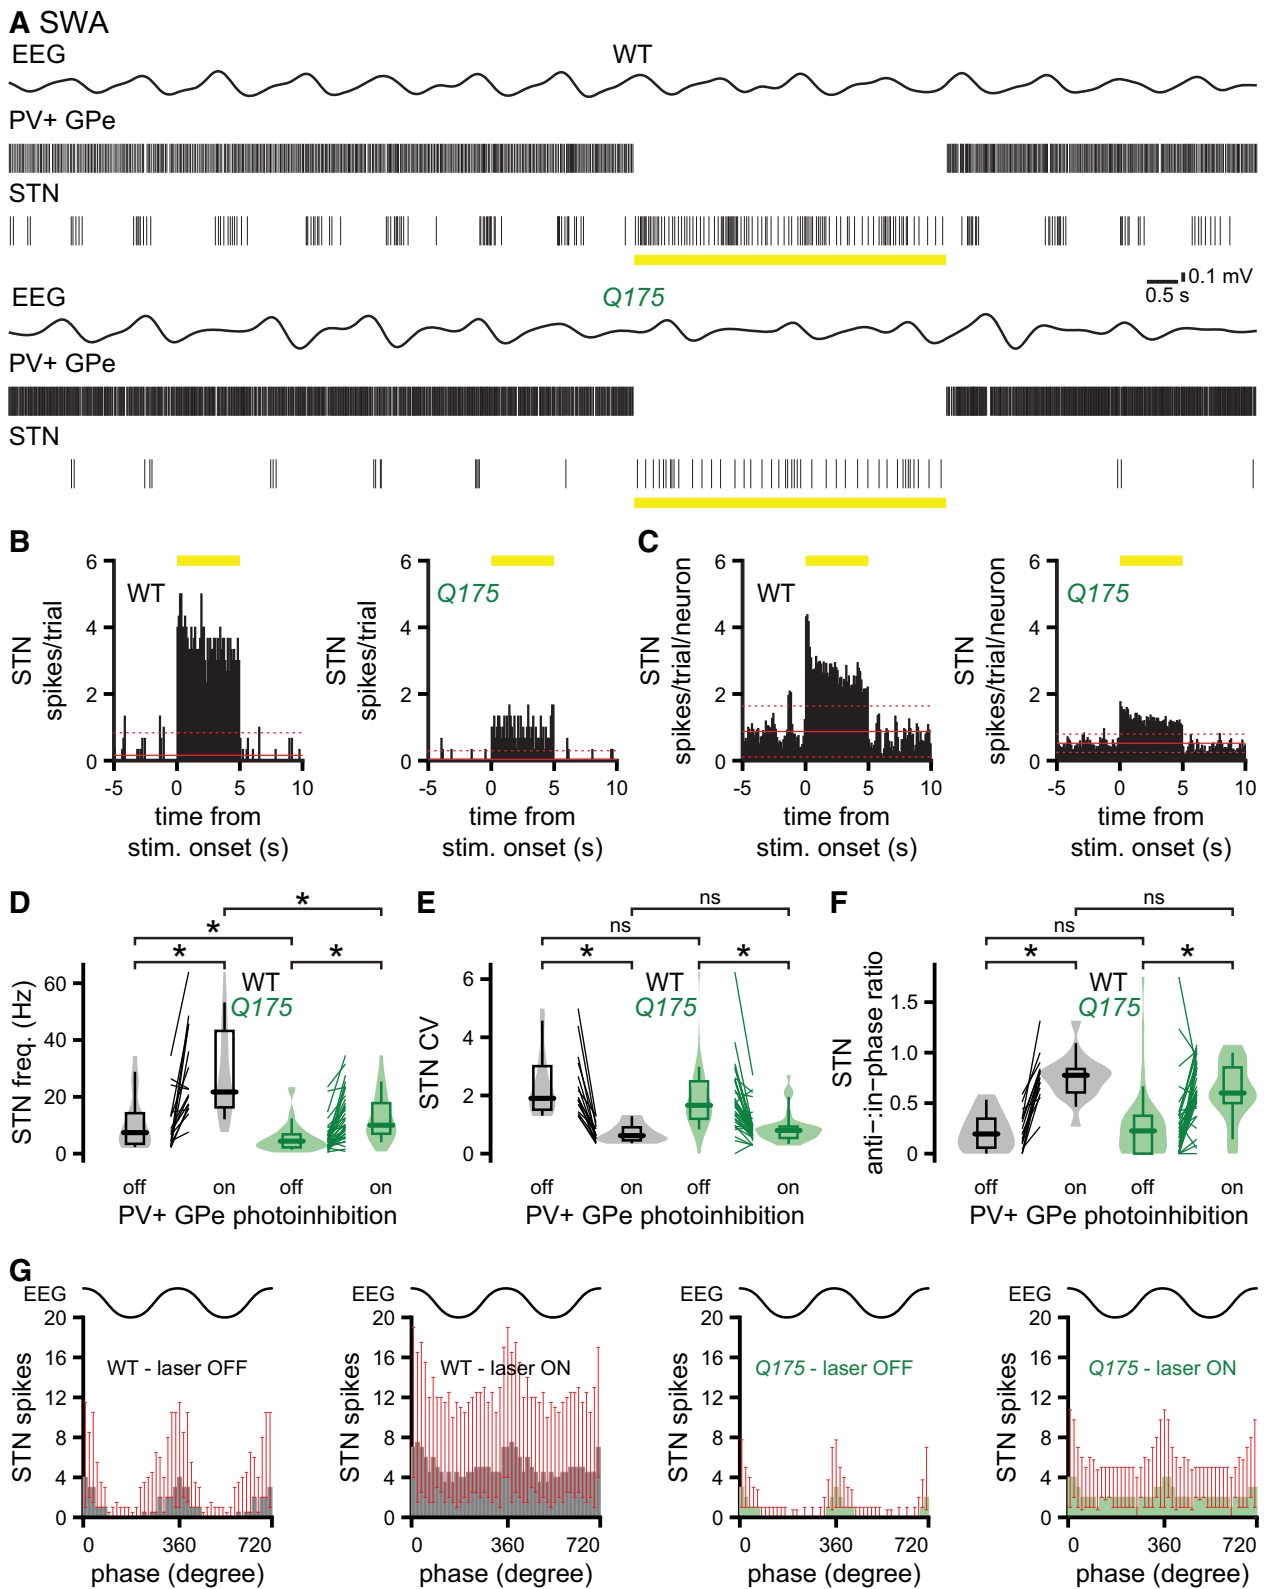 A SWA
EEG
WT
PV+ GPe
STN
0.1 mV
0.5 s
EEG
Q175
PV+ GPe
STN
B
6
4
2
0
-5 0 5 10
WT
STN
spikes/trial
time from
stim. onset (s)
6
4
2
0
-5 0 5 10
Q175
STN
spikes/trial
time from
stim. onset (s)
C
6
4
2
0
-5 0 5 10
WT
STN
spikes/trial/neuron
time from
stim. onset (s)
6
4
2
0
-5 0 5 10
Q175
STN
spikes/trial/neuron
time from
stim. onset (s)
D
*
*
* *
WT
Q175
STN freq. (Hz)
60
40
20
0
off on off on
PV+ GPe photoinhibition
E
ns
ns
* *
WT
Q175
STN CV
6
4
2
0
off on off on
PV+ GPe photoinhibition
F
ns
ns
* *
WT
Q175
STN
anti–:in–phase ratio
1.5
1.0
0.5
0
off on off on
PV+ GPe photoinhibition
G
EEG
20
16
12
8
4
0
WT - laser OFF
STN spikes
0 360 720
phase (degree)
EEG
20
16
12
8
4
0
WT - laser ON
STN spikes
0 360 720
phase (degree)
EEG
20
16
12
8
4
0
Q175 - laser OFF
STN spikes
0 360 720
phase (degree)
EEG
20
16
12
8
4
0
Q175 - laser ON
STN spikes
0 360 720
phase (degree)